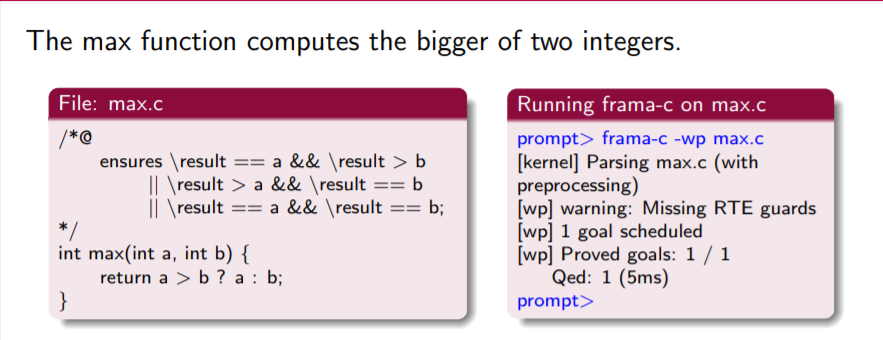 The max function computes the bigger of two integers.
File: max.c
/*@
ensures \result == a && \result > b
|| \result > a && \result == b
|| \result == a && \result == b;
*/
int max(int a, int b) {
return a > b ? a : b;
}
Running frama-c on max.c
prompt> frama-c -wp max.c
[kernel] Parsing max.c (with
preprocessing)
[wp] warning: Missing RTE guards
[wp] 1 goal scheduled
[wp] Proved goals: 1 / 1
Qed: 1 (5ms)
prompt>